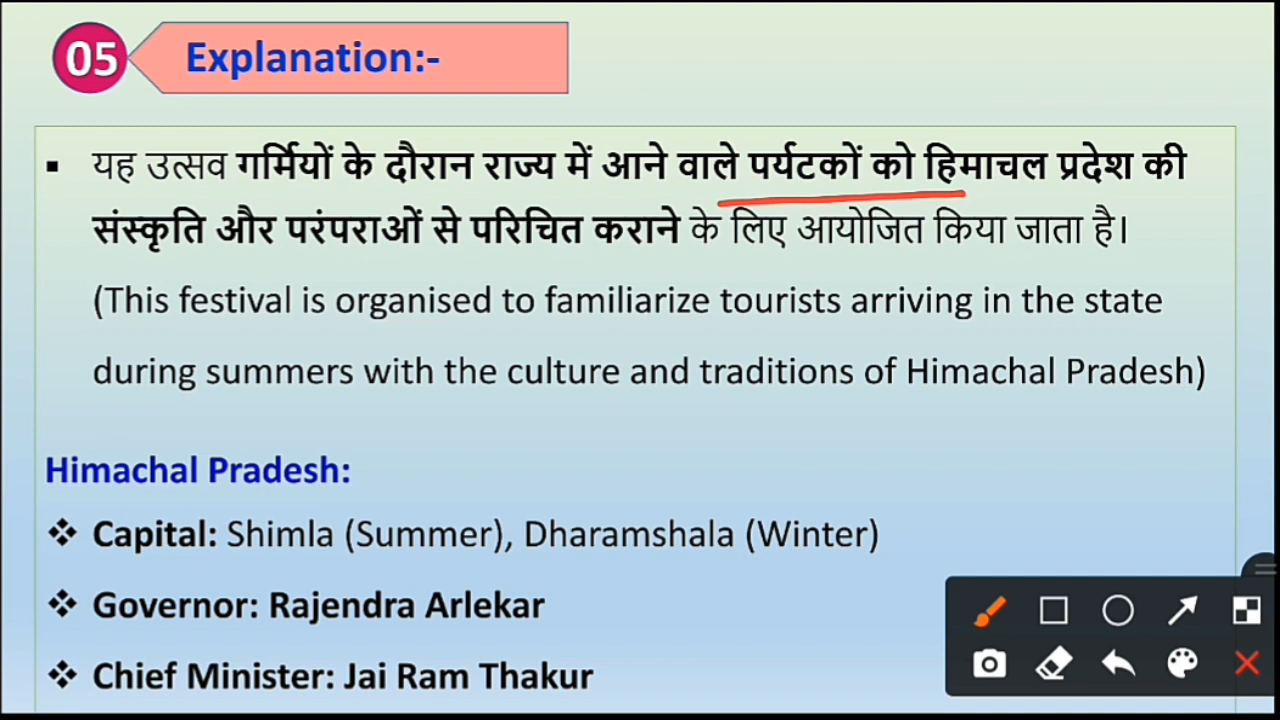 05 Explanation:-
▪ यह उत्सव गर्मियों के दौरान राज्य में आने वाले पर्यटकों को हिमाचल प्रदेश की
संस्कृति और परंपराओं से परिचित कराने के लिए आयोजित किया जाता है।
(This festival is organised to familiarize tourists arriving in the state
during summers with the culture and traditions of Himachal Pradesh)
Himachal Pradesh:
❖ Capital: Shimla (Summer), Dharamshala (Winter)
❖ Governor: Rajendra Arlekar
❖ Chief Minister: Jai Ram Thakur